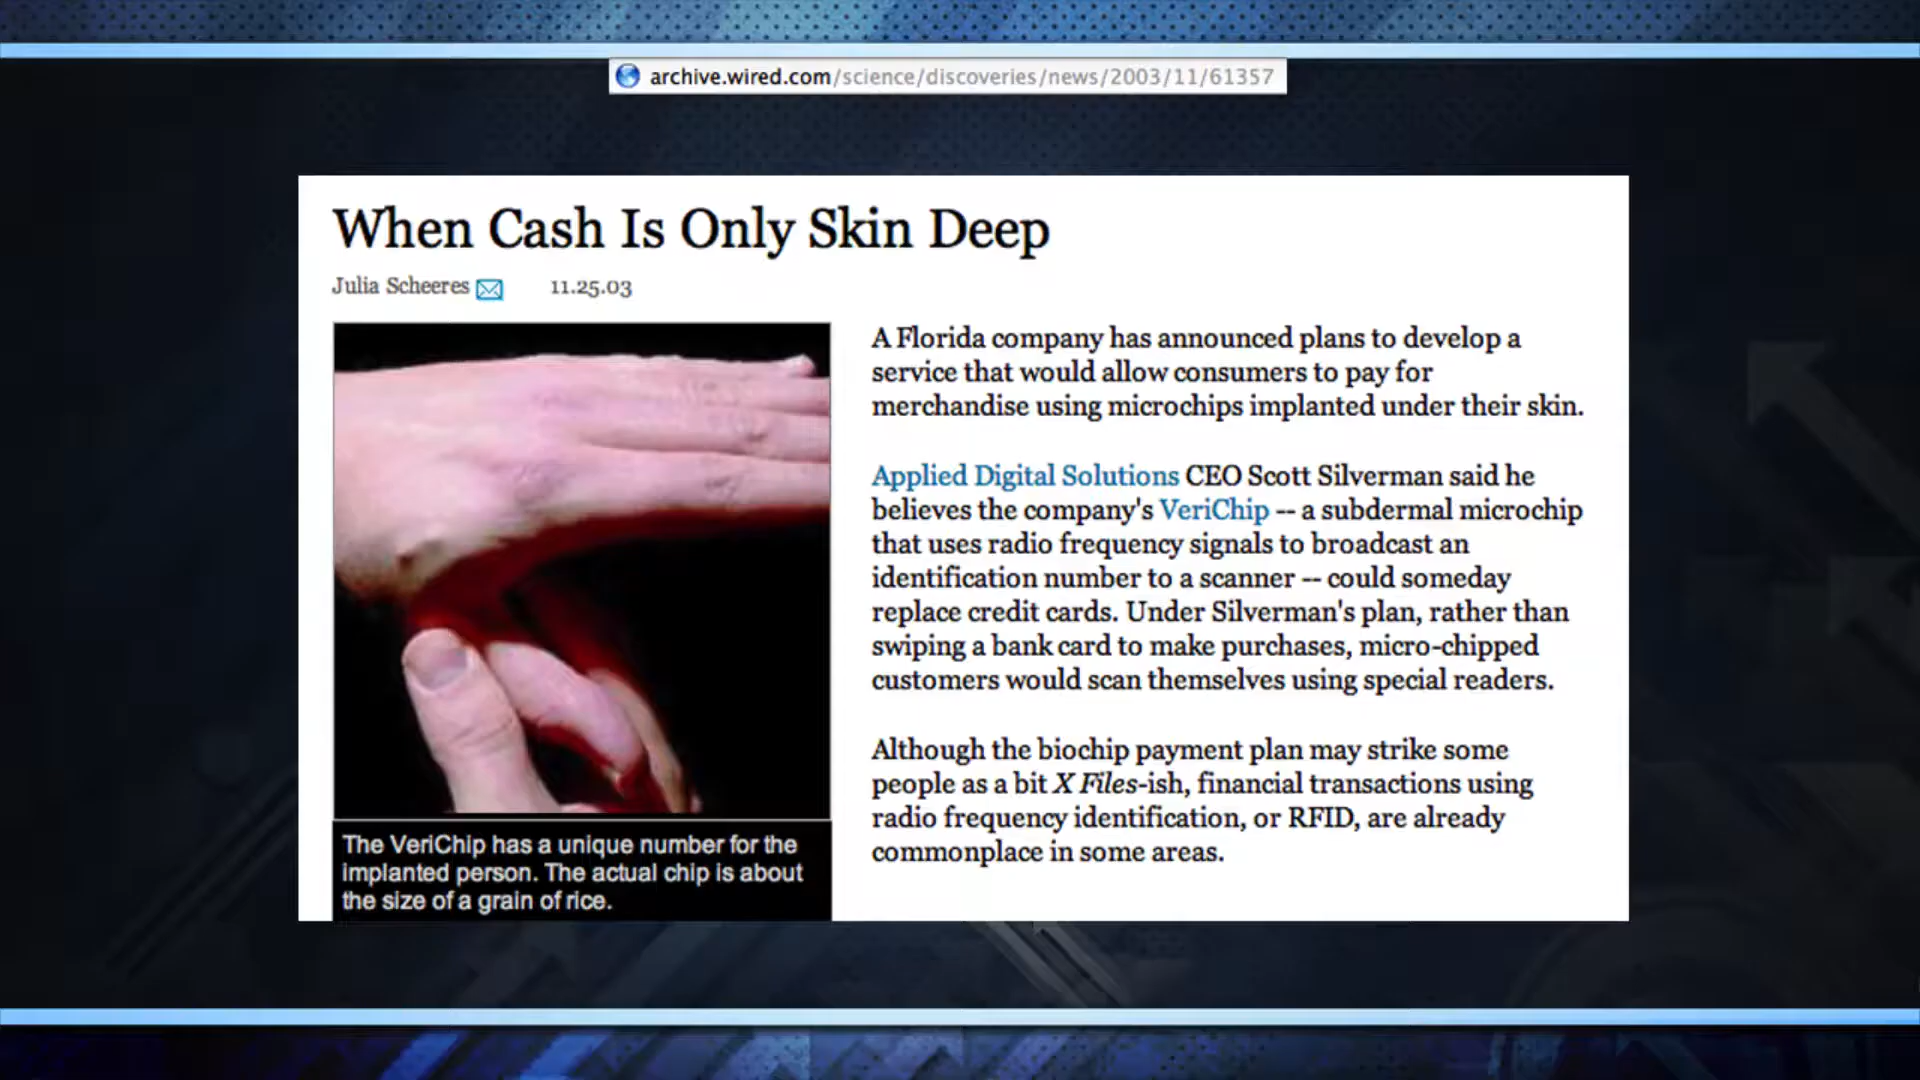 archive.wired.com/science/discoveries/news/2003/11/61357
When Cash Is Only Skin Deep
Julia Scheeres 11.25.03
A Florida company has announced plans to develop a
service that would allow consumers to pay for
merchandise using microchips implanted under their skin.
Applied Digital Solutions CEO Scott Silverman said he
believes the company's VeriChip -- a subdermal microchip
that uses radio frequency signals to broadcast an
identification number to a scanner -- could someday
replace credit cards. Under Silverman's plan, rather than
swiping a bank card to make purchases, micro-chipped
customers would scan themselves using special readers.
Although the biochip payment plan may strike some
people as a bit X Files-ish, financial transactions using
radio frequency identification, or RFID, are already
commonplace in some areas.
The VeriChip has a unique number for the
implanted person. The actual chip is about
the size of a grain of rice.